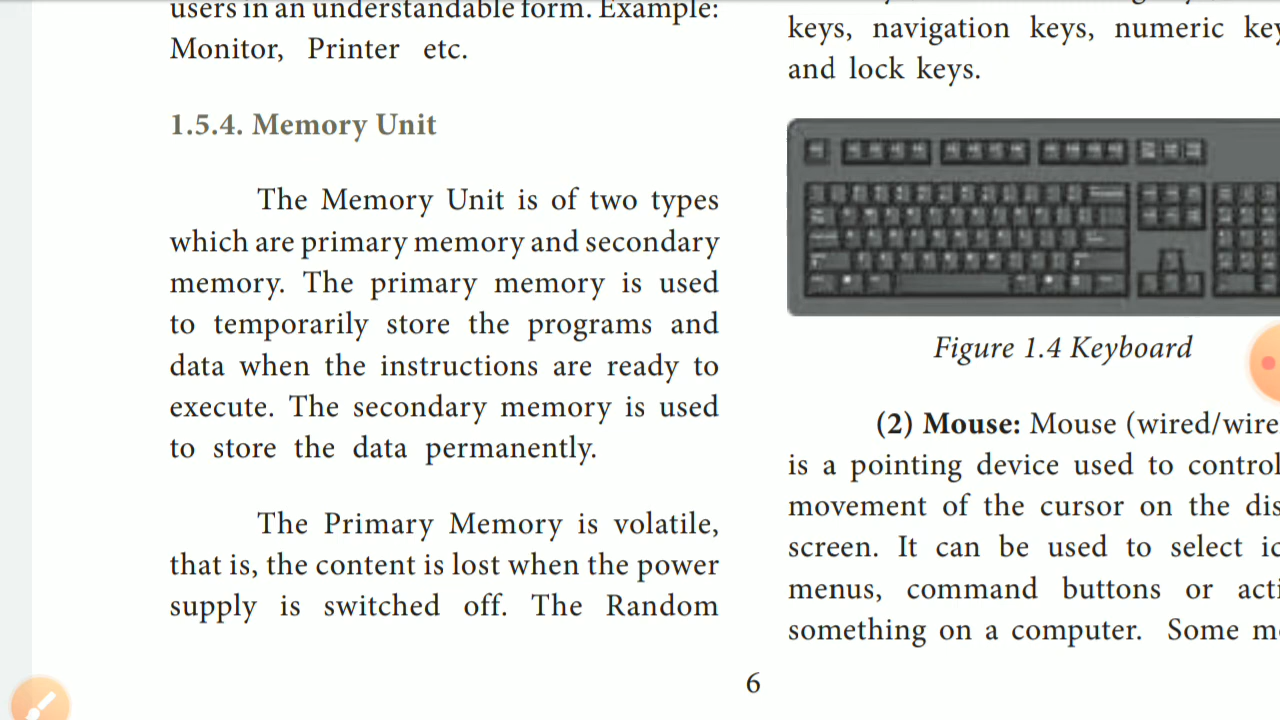 users in an understandable form. Example:
Monitor, Printer etc.
1.5.4. Memory Unit
The Memory Unit is of two types
which are primary memory and secondary
memory. The primary memory is used
to temporarily store the programs and
data when the instructions are ready to
execute. The secondary memory is used
to store the data permanently.
The Primary Memory is volatile,
that is, the content is lost when the power
supply is switched off. The Random
keys, navigation keys, numeric
and lock keys.
Figure 1.4 Keyboard
(2) Mouse: Mouse (wired/
is a pointing device used to control
movement of the cursor on the
screen. It can be used to select
menus, command buttons or
something on a computer. Some
6